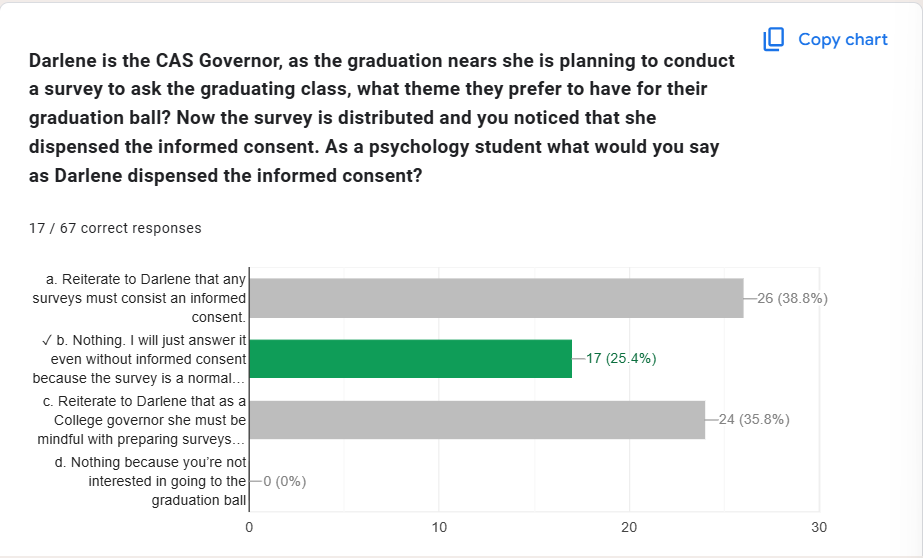 Copy chart
Darlene is the CAS Governor, as the graduation nears she is planning to conduct
a survey to ask the graduating class, what theme they prefer to have for their
graduation ball? Now the survey is distributed and you noticed that she
dispensed the informed consent. As a psychology student what would you say
as Darlene dispensed the informed consent?
17 / 67 correct responses
a. Reiterate to Darlene that any
surveys must consist an informed
consent.
26 (38.8%)
✓ b. Nothing. I will just answer it
even without informed consent
because the survey is a normal...
17 (25.4%)
c. Reiterate to Darlene that as a
College governor she must be
mindful with preparing surveys...
24 (35.8%)
d. Nothing because you’re not
interested in going to the
graduation ball
0 (0%)
0 10 20 30